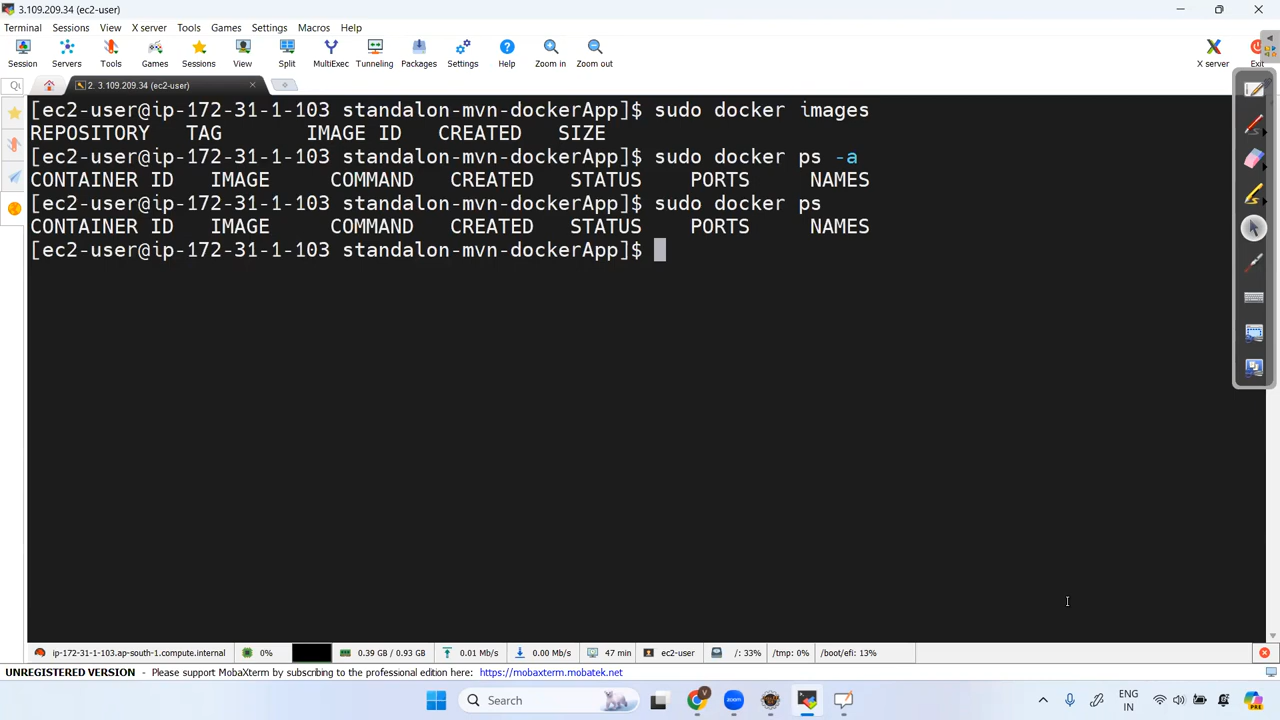 3.109.209.34 (ec2-user)
Terminal Sessions View X server Tools Games Settings Macros Help
Session Servers Tools Games Sessions View Split MultiExec Tunneling Packages Settings Help Zoom in Zoom out X server Exit
2. 3.109.209.34 (ec2-user)
[ec2-user@ip-172-31-1-103 standalon-mvn-dockerApp]$ sudo docker images
REPOSITORY TAG IMAGE ID CREATED SIZE
[ec2-user@ip-172-31-1-103 standalon-mvn-dockerApp]$ sudo docker ps -a
CONTAINER ID IMAGE COMMAND CREATED STATUS PORTS NAMES
[ec2-user@ip-172-31-1-103 standalon-mvn-dockerApp]$ sudo docker ps
CONTAINER ID IMAGE COMMAND CREATED STATUS PORTS NAMES
[ec2-user@ip-172-31-1-103 standalon-mvn-dockerApp]$
ip-172-31-1-103.ap-south-1.compute.internal 0% 0.39 GB / 0.93 GB 0.01 Mb/s 0.00 Mb/s 47 min ec2-user /: 33% /tmp: 0% /boot/efi: 13%
UNREGISTERED VERSION - Please support MobaXterm by subscribing to the professional edition here: https://mobaxterm.mobatek.net
Search zoom V ENG PRE
IN